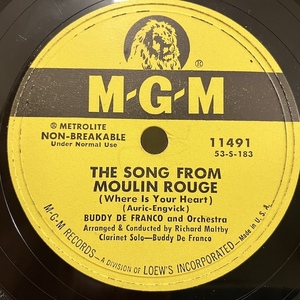 M-G-M
® METROLITE
NON-BREAKABLE
Under Normal Use
11491
53-S-183
THE SONG FROM
MOULIN ROUGE
(Where Is Your Heart)
(Auric-Engvick)
BUDDY DE FRANCO and Orchestra
Arranged & Conducted by Richard Maltby
Clarinet Solo—Buddy De Franco
M-G-M RECORDS — A DIVISION OF LOEW'S INCORPORATED — Made in U.S.A.